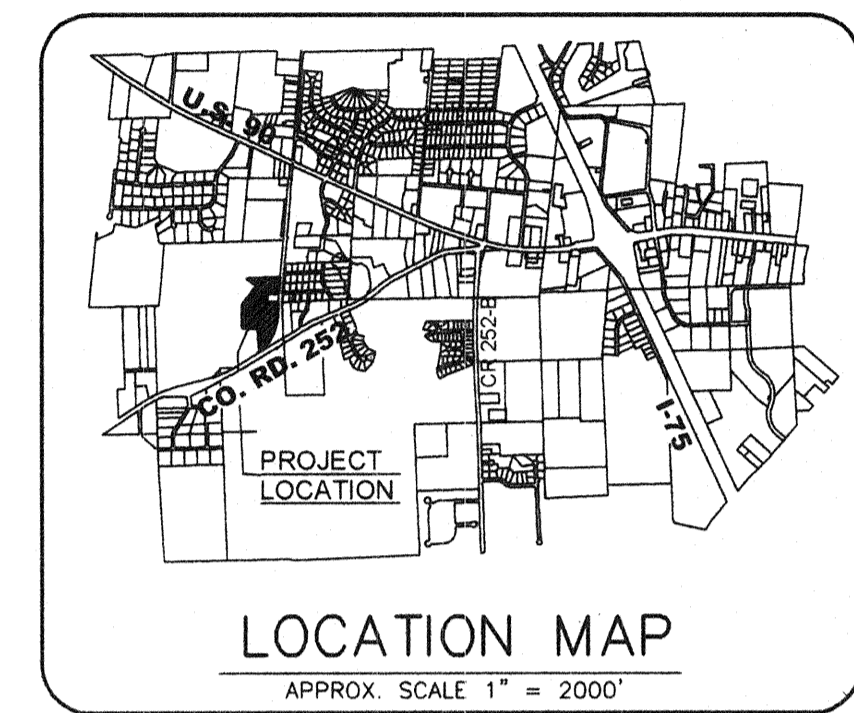 U.S. 90
CO. RD. 252
CR 252-B
I-75
PROJECT
LOCATION
LOCATION MAP
APPROX. SCALE 1" = 2000'